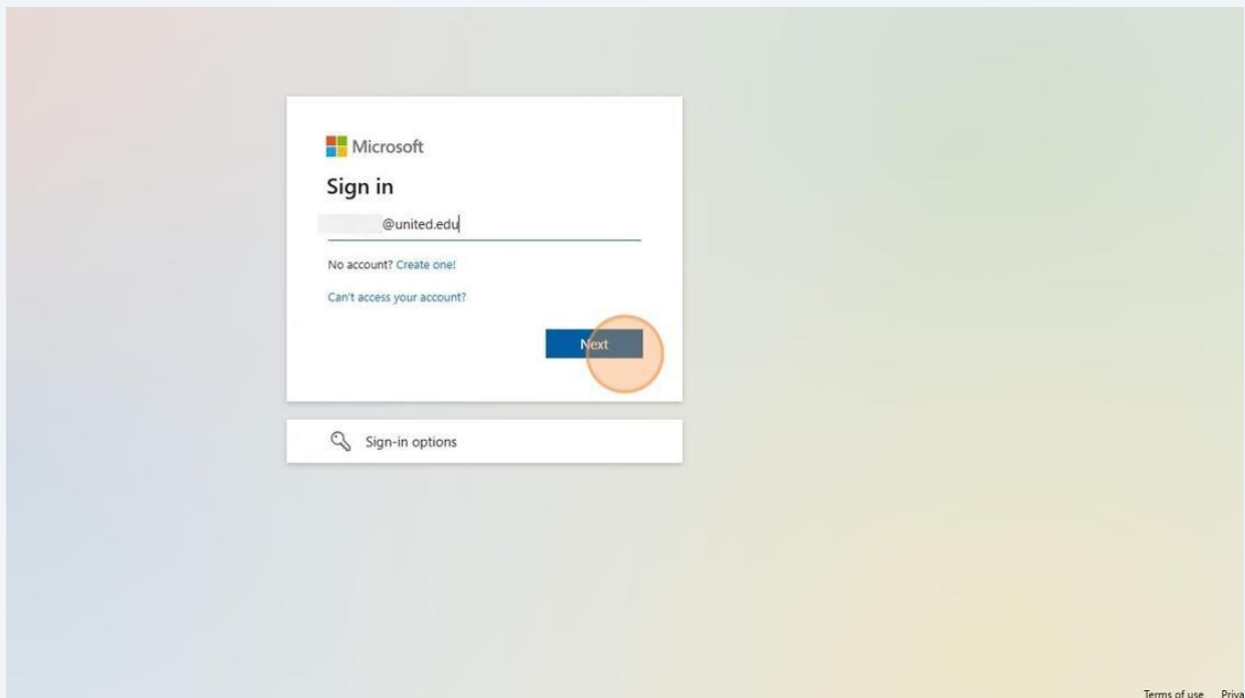 Microsoft
Sign in
@united.edu
No account? Create one!
Can't access your account?
Next
Sign-in options
Terms of use Priva